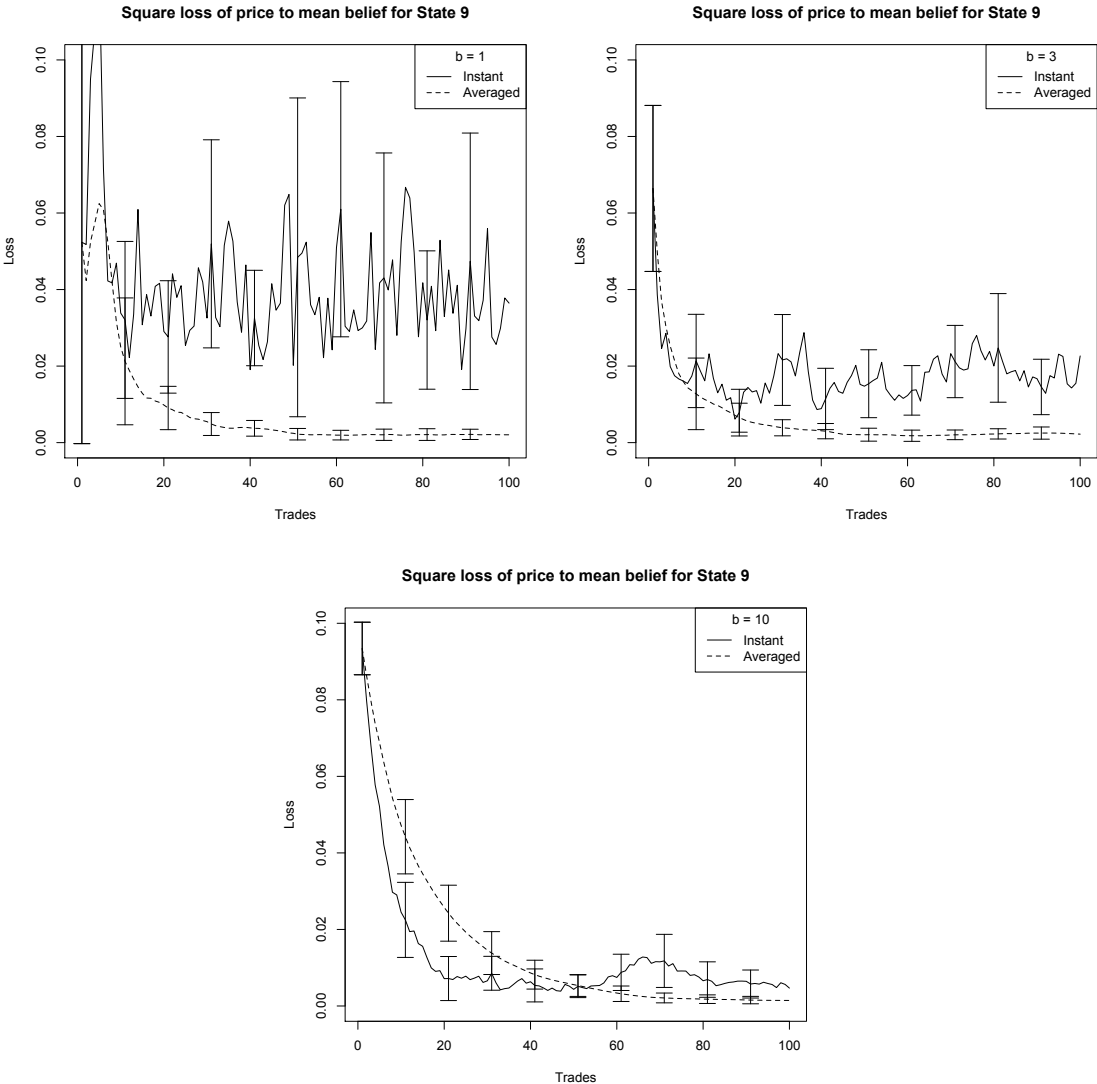 Square loss of price to mean belief for State 9
b = 1
Instant
Averaged
0.10
0.08
0.06
0.04
0.02
0.00
Loss
0 20 40 60 80 100
Trades
Square loss of price to mean belief for State 9
b = 3
Instant
Averaged
0.10
0.08
0.06
0.04
0.02
0.00
Loss
0 20 40 60 80 100
Trades
Square loss of price to mean belief for State 9
b = 10
Instant
Averaged
0.10
0.08
0.06
0.04
0.02
0.00
Loss
0 20 40 60 80 100
Trades